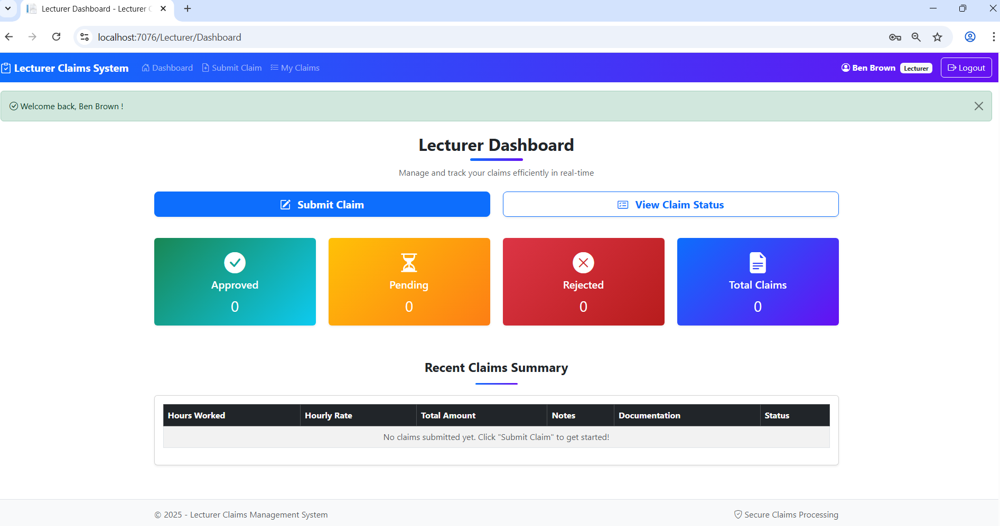 Lecturer Dashboard - Lecturer
localhost:7076/Lecturer/Dashboard
Lecturer Claims System Dashboard Submit Claim My Claims Ben Brown Lecturer Logout
Welcome back, Ben Brown !
Lecturer Dashboard
Manage and track your claims efficiently in real-time
Submit Claim View Claim Status
Approved Pending Rejected Total Claims
0 0 0 0
Recent Claims Summary
Hours Worked Hourly Rate Total Amount Notes Documentation Status
No claims submitted yet. Click "Submit Claim" to get started!
© 2025 - Lecturer Claims Management System Secure Claims Processing